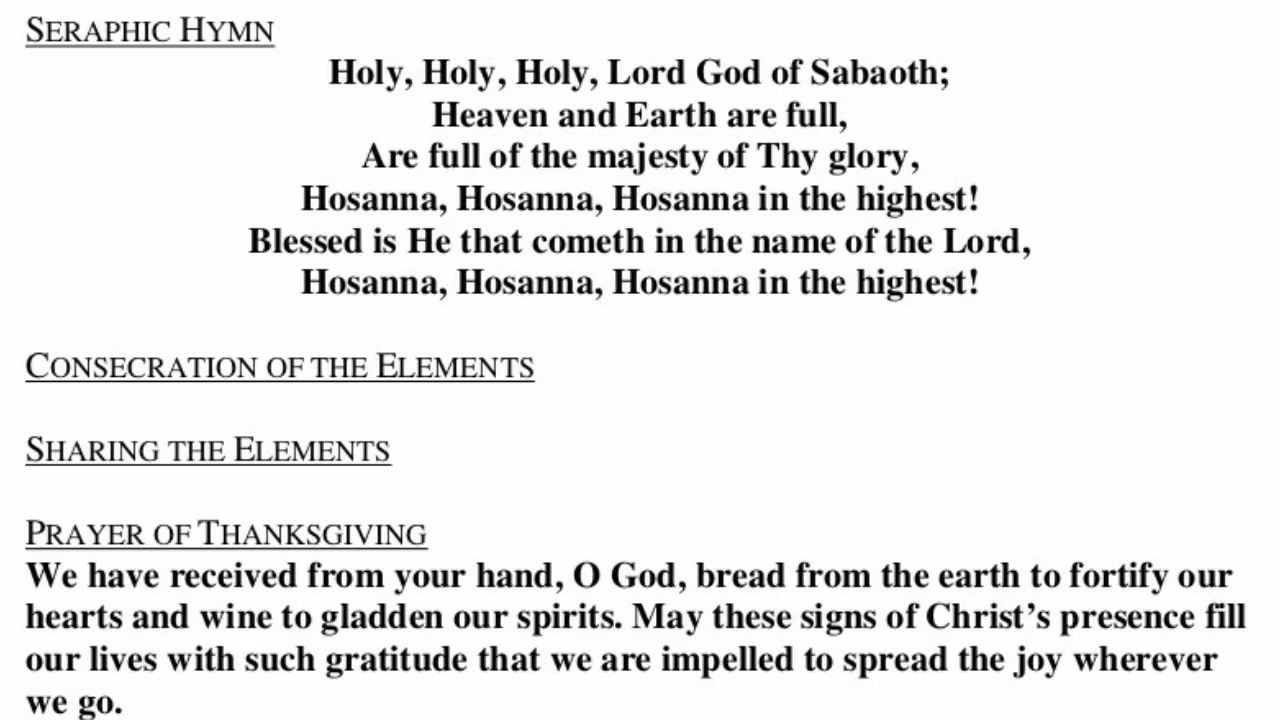 SERAPHIC HYMN
Holy, Holy, Holy, Lord God of Sabaoth;
Heaven and Earth are full,
Are full of the majesty of Thy glory,
Hosanna, Hosanna, Hosanna in the highest!
Blessed is He that cometh in the name of the Lord,
Hosanna, Hosanna, Hosanna in the highest!
CONSECRATION OF THE ELEMENTS
SHARING THE ELEMENTS
PRAYER OF THANKSGIVING
We have received from your hand, O God, bread from the earth to fortify our
hearts and wine to gladden our spirits. May these signs of Christ’s presence fill
our lives with such gratitude that we are impelled to spread the joy wherever
we go.